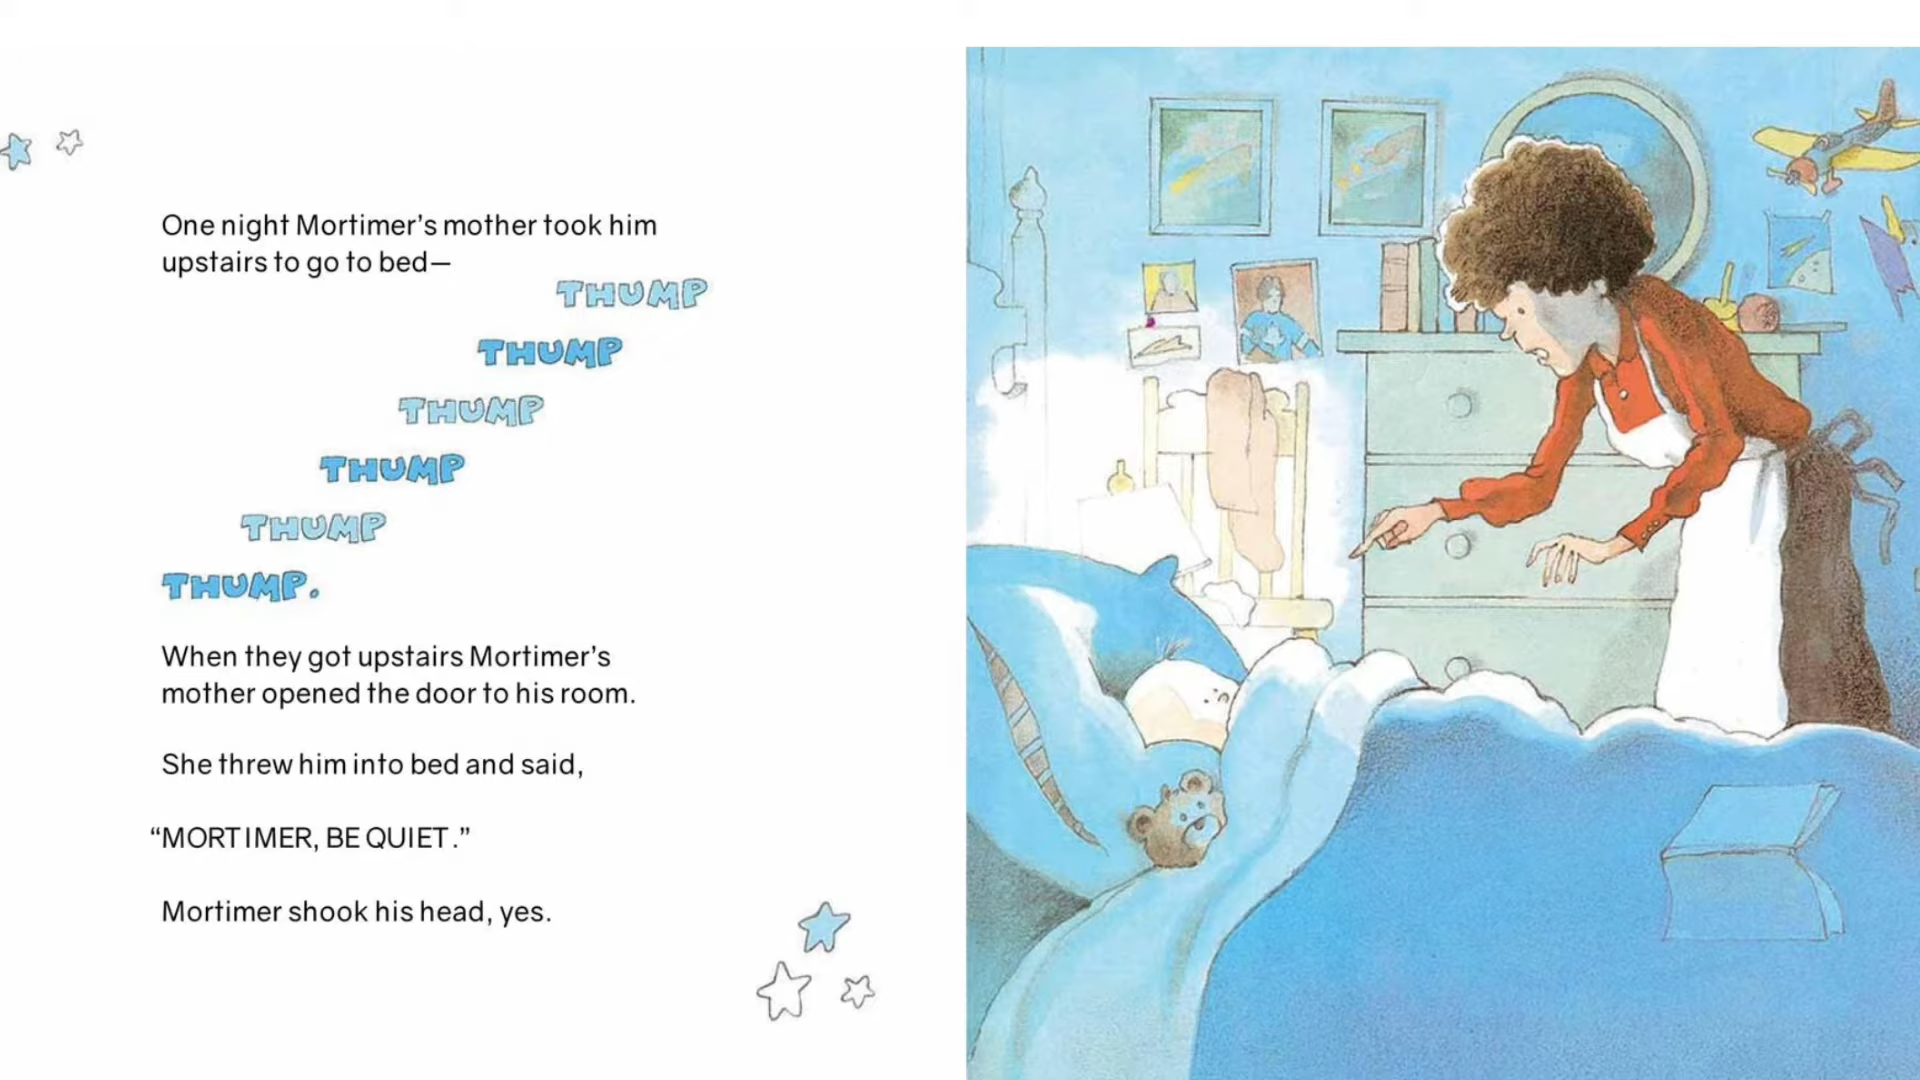 One night Mortimer’s mother took him
upstairs to go to bed—
THUMP
THUMP
THUMP
THUMP
THUMP
THUMP.
When they got upstairs Mortimer’s
mother opened the door to his room.
She threw him into bed and said,
“MORTIMER, BE QUIET.”
Mortimer shook his head, yes.